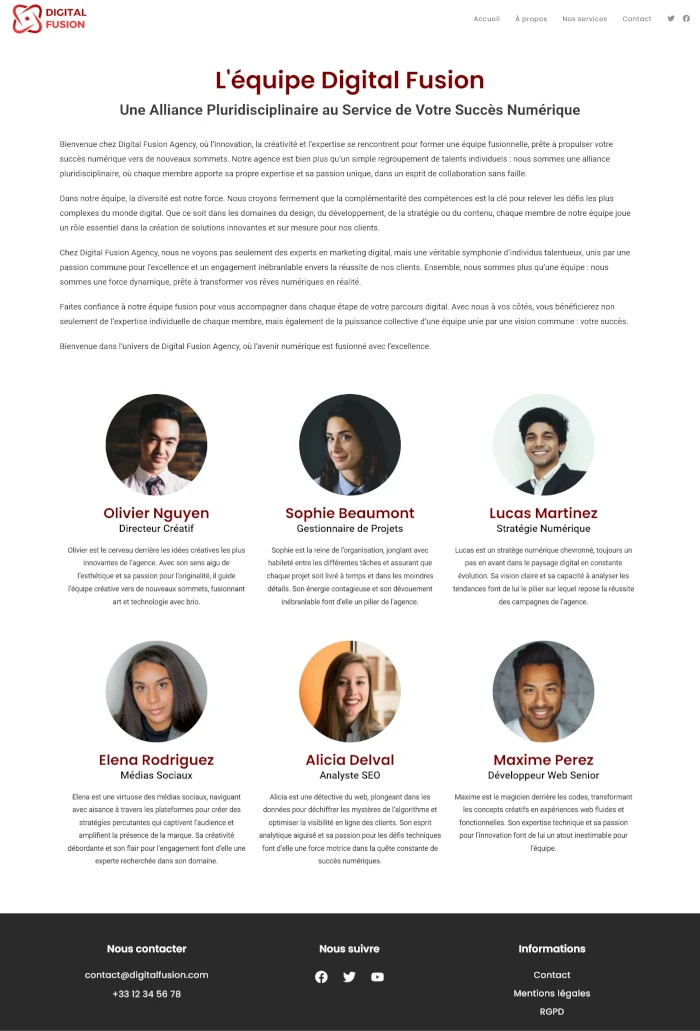 DIGITAL
FUSION
Accueil À propos Nos services Contact
L'équipe Digital Fusion
Une Alliance Pluridisciplinaire au Service de Votre Succès Numérique
Bienvenue chez Digital Fusion Agency, où l'innovation, la créativité et l'expertise se rencontrent pour former une équipe fusionnelle, prête à propulser votre
succès numérique vers de nouveaux sommets. Notre agence est bien plus qu'un simple regroupement de talents individuels : nous sommes une alliance
pluridisciplinaire, où chaque membre apporte sa propre expertise et sa passion unique, dans un esprit de collaboration sans faille.
Dans notre équipe, la diversité est notre force. Nous croyons fermement que la complémentarité des compétences est la clé pour relever les défis les plus
complexes du monde digital. Que ce soit dans les domaines du design, du développement, de la stratégie ou du contenu, chaque membre de notre équipe joue
un rôle essentiel dans la création de solutions innovantes et sur mesure pour nos clients.
Chez Digital Fusion Agency, nous ne voyons pas seulement des experts en marketing digital, mais une véritable symphonie d'individus talentueux, unis par une
passion commune pour l'excellence et un engagement inébranlable envers la réussite de nos clients. Ensemble, nous sommes plus qu'une équipe : nous
sommes une force dynamique, prête à transformer vos rêves numériques en réalité.
Faites confiance à notre équipe fusion pour vous accompagner dans chaque étape de votre parcours digital. Avec nous à vos côtés, vous bénéficierez non
seulement de l'expertise individuelle de chaque membre, mais également de la puissance collective d'une équipe unie par une vision commune : votre succès.
Bienvenue dans l'univers de Digital Fusion Agency, où l'avenir numérique est fusionné avec l'excellence.
Olivier Nguyen
Directeur Créatif
Olivier est le cerveau derrière les idées créatives les plus
innovantes de l'agence. Avec son sens aigu de
l'esthétique et sa passion pour l'originalité, il guide
l'équipe créative vers de nouveaux sommets, fusionnant
art et technologie avec brio.
Sophie Beaumont
Gestionnaire de Projets
Sophie est la reine de l'organisation, jonglant avec
habileté entre les différentes tâches et assurant que
chaque projet soit livré à temps et dans les moindres
détails. Son énergie contagieuse et son dévouement
inébranlable font d'elle un pilier de l'agence.
Lucas Martinez
Stratégie Numérique
Lucas est un stratège numérique chevronné, toujours un
pas en avant dans le paysage digital en constante
évolution. Sa vision claire et sa capacité à analyser les
tendances font de lui le pilier sur lequel repose la réussite
des campagnes de l'agence.
Elena Rodriguez
Médias Sociaux
Elena est une virtuose des médias sociaux, naviguant
avec aisance à travers les plateformes pour créer des
stratégies percutantes qui captivent l'audience et
amplifient la présence de la marque. Sa créativité
débordante et son flair pour l'engagement font d'elle une
experte recherchée dans son domaine.
Alicia Delval
Analyste SEO
Alicia est une détective du web, plongeant dans les
données pour déchiffrer les mystères de l'algorithme et
optimiser la visibilité en ligne des clients. Son esprit
analytique aiguisé et sa passion pour les défis techniques
font d'elle une force motrice dans la quête constante de
succès numériques.
Maxime Perez
Développeur Web Senior
Maxime est le magicien derrière les codes, transformant
les concepts créatifs en expériences web fluides et
fonctionnelles. Son expertise technique et sa passion
pour l'innovation font de lui un atout inestimable pour
l'équipe.
Nous contacter
contact@digitalfusion.com
+33 12 34 56 78
Nous suivre
Informations
Contact
Mentions légales
RGPD